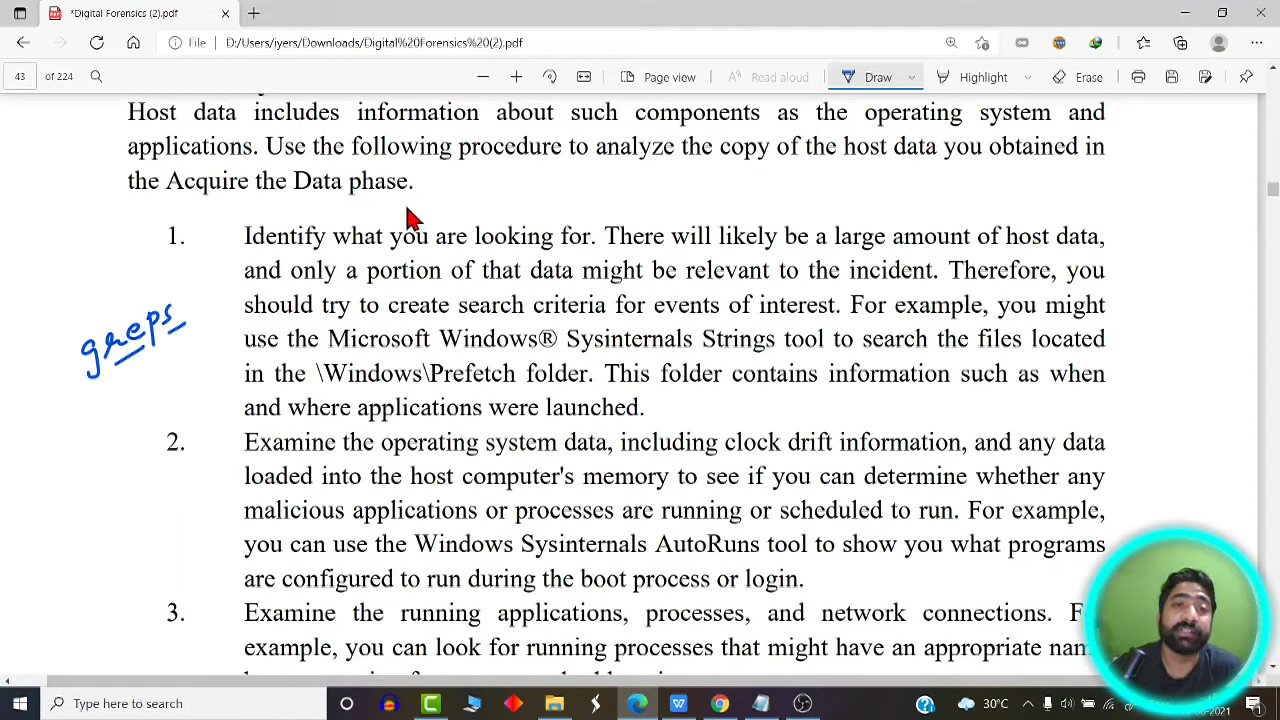 *Digital Forensics (2).pdf
File
D:/Users/iyers/Downloads/Digital%20Forensics%20(2).pdf
43
of 224
Page view
Read aloud
Draw
Highlight
Erase
Host data includes information about such components as the operating system and
applications. Use the following procedure to analyze the copy of the host data you obtained in
the Acquire the Data phase.
1. Identify what you are looking for. There will likely be a large amount of host data,
and only a portion of that data might be relevant to the incident. Therefore, you
should try to create search criteria for events of interest. For example, you might
greps
use the Microsoft Windows® Sysinternals Strings tool to search the files located
in the \Windows\Prefetch folder. This folder contains information such as when
and where applications were launched.
2. Examine the operating system data, including clock drift information, and any data
loaded into the host computer's memory to see if you can determine whether any
malicious applications or processes are running or scheduled to run. For example,
you can use the Windows Sysinternals AutoRuns tool to show you what programs
are configured to run during the boot process or login.
3. Examine the running applications, processes, and network connections. F
example, you can look for running processes that might have an appropriate nam
Type here to search
30°C